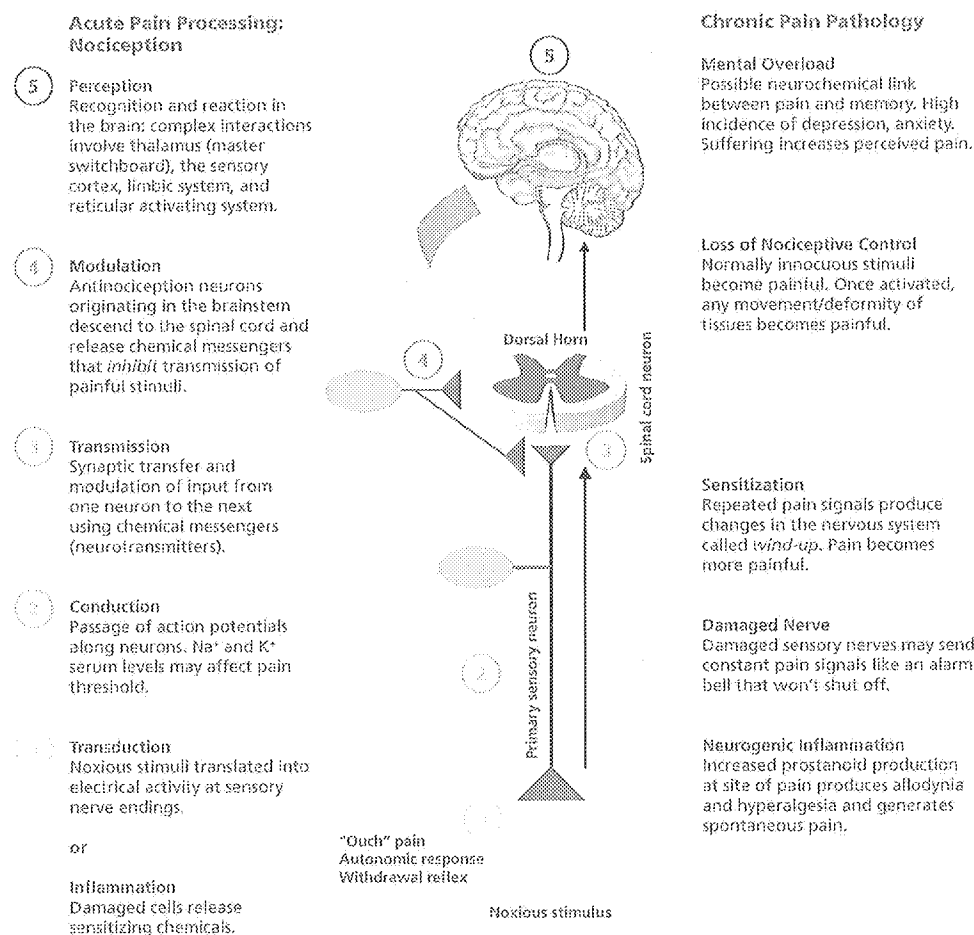 Acute Pain Processing:
Nociception
5
Perception
Recognition and reaction in
the brain: complex interactions
involve thalamus (master
switchboard), the sensory
cortex, limbic system, and
reticular activating system.
4
Modulation
Antinociception neurons
originating in the brainstem
descend to the spinal cord and
release chemical messengers
that inhibit transmission of
painful stimuli.
3
Transmission
Synaptic transfer and
modulation of input from
one neuron to the next
using chemical messengers
(neurotransmitters).
2
Conduction
Passage of action potentials
along neurons. Na⁺ and K⁺
serum levels may affect pain
threshold.
1
Transduction
Noxious stimuli translated into
electrical activity at sensory
nerve endings.
or
Inflammation
Damaged cells release
sensitizing chemicals.
5
Dorsal Horn
4
3
Spinal cord neuron
Primary sensory neuron
2
1
"Ouch" pain
Autonomic response
Withdrawal reflex
Noxious stimulus
Chronic Pain Pathology
Mental Overload
Possible neurochemical link
between pain and memory. High
incidence of depression, anxiety.
Suffering increases perceived pain.
Loss of Nociceptive Control
Normally innocuous stimuli
become painful. Once activated,
any movement/deformity of
tissues becomes painful.
Sensitization
Repeated pain signals produce
changes in the nervous system
called wind-up. Pain becomes
more painful.
Damaged Nerve
Damaged sensory nerves may send
constant pain signals like an alarm
bell that won't shut off.
Neurogenic Inflammation
Increased prostanoid production
at site of pain produces allodynia
and hyperalgesia and generates
spontaneous pain.